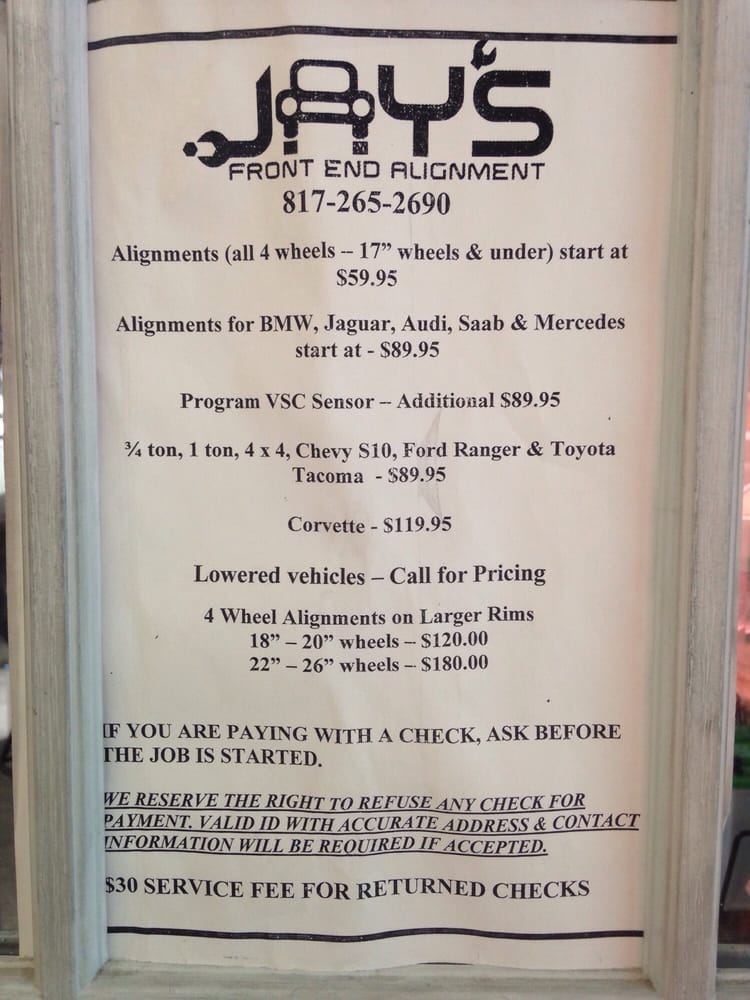 JAY'S
FRONT END ALIGNMENT
817-265-2690
Alignments (all 4 wheels -- 17" wheels & under) start at
$59.95
Alignments for BMW, Jaguar, Audi, Saab & Mercedes
start at - $89.95
Program VSC Sensor – Additional $89.95
¾ ton, 1 ton, 4 x 4, Chevy S10, Ford Ranger & Toyota
Tacoma - $89.95
Corvette - $119.95
Lowered vehicles – Call for Pricing
4 Wheel Alignments on Larger Rims
18" – 20" wheels -- $120.00
22" – 26" wheels -- $180.00
IF YOU ARE PAYING WITH A CHECK, ASK BEFORE
THE JOB IS STARTED.
WE RESERVE THE RIGHT TO REFUSE ANY CHECK FOR
PAYMENT. VALID ID WITH ACCURATE ADDRESS & CONTACT
INFORMATION WILL BE REQUIRED IF ACCEPTED.
$30 SERVICE FEE FOR RETURNED CHECKS